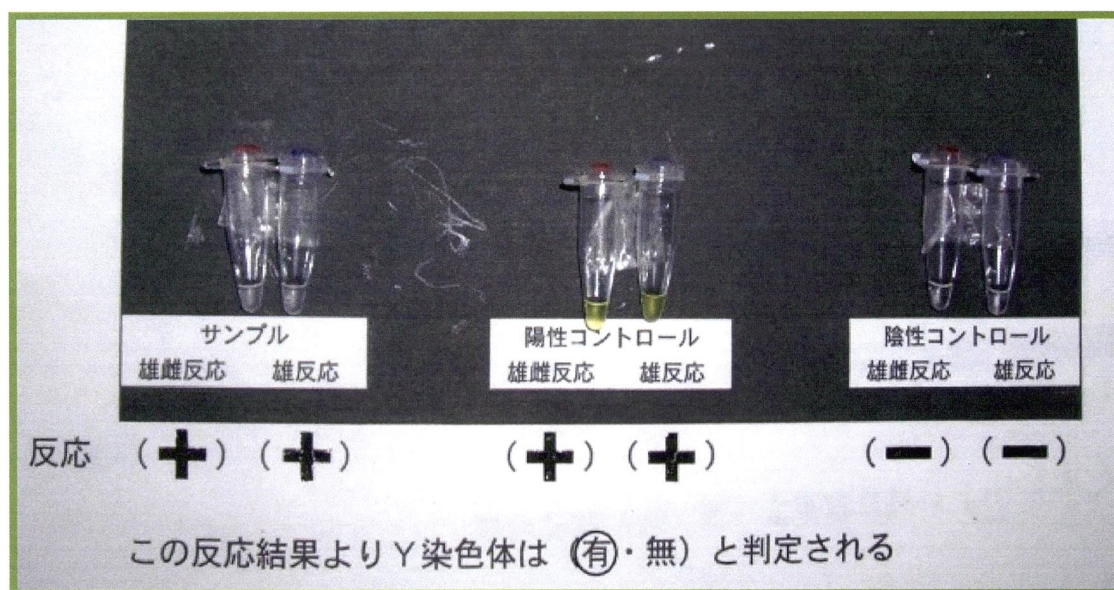 サンプル
雄雌反応 雄反応
陽性コントロール
雄雌反応 雄反応
陰性コントロール
雄雌反応 雄反応
反応 (+) (+) (+) (+) (-) (-)
この反応結果よりY染色体は (有・無) と判定される